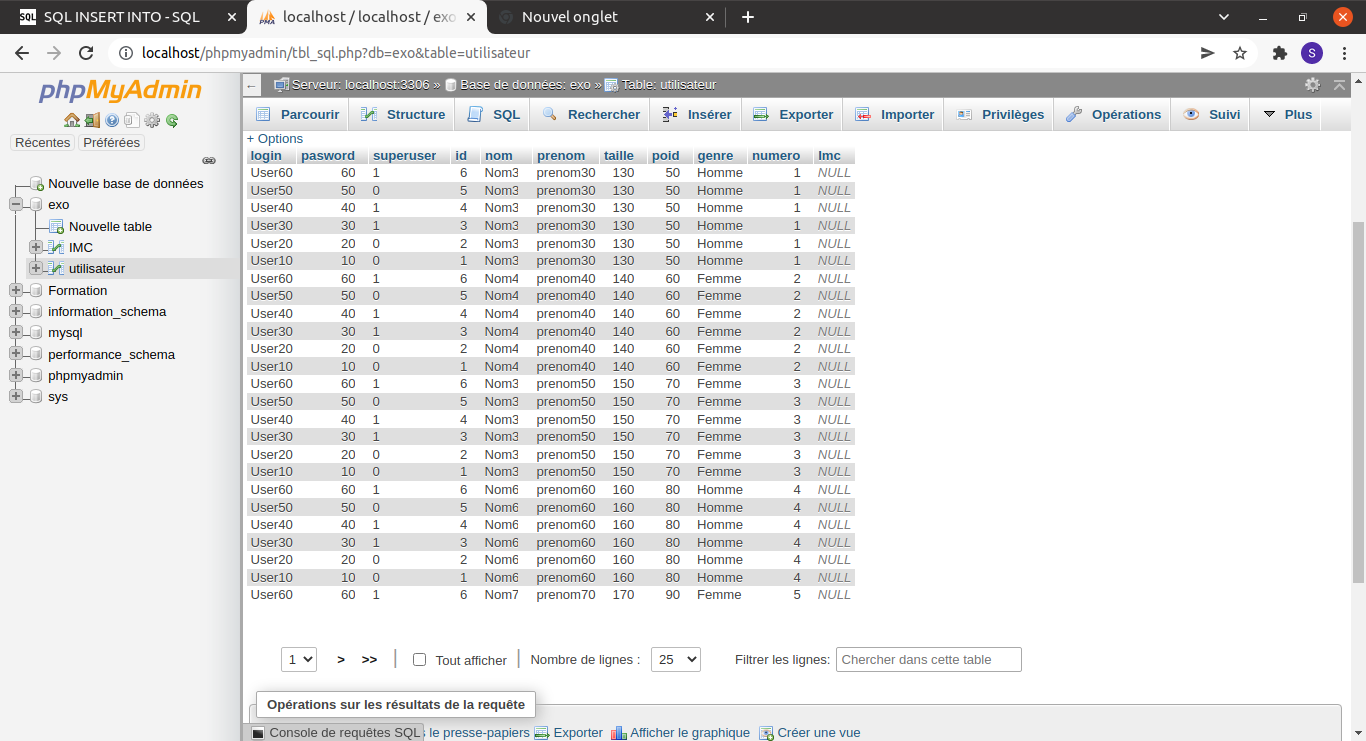 SQL INSERT INTO - SQL
localhost / localhost / exo
Nouvel onglet
localhost/phpmyadmin/tbl_sql.php?db=exo&table=utilisateur
S
phpMyAdmin
Récentes Préférées
Nouvelle base de données
exo
Nouvelle table
IMC
utilisateur
Formation
information_schema
mysql
performance_schema
phpmyadmin
sys
Serveur: localhost:3306 » Base de données: exo » Table: utilisateur
Parcourir Structure SQL Rechercher Insérer Exporter Importer Privilèges Opérations Suivi Plus
+ Options
login pasword superuser id nom prenom taille poid genre numero Imc
User60 60 1 6 Nom3 prenom30 130 50 Homme 1 NULL
User50 50 0 5 Nom3 prenom30 130 50 Homme 1 NULL
User40 40 1 4 Nom3 prenom30 130 50 Homme 1 NULL
User30 30 1 3 Nom3 prenom30 130 50 Homme 1 NULL
User20 20 0 2 Nom3 prenom30 130 50 Homme 1 NULL
User10 10 0 1 Nom3 prenom30 130 50 Homme 1 NULL
User60 60 1 6 Nom4 prenom40 140 60 Femme 2 NULL
User50 50 0 5 Nom4 prenom40 140 60 Femme 2 NULL
User40 40 1 4 Nom4 prenom40 140 60 Femme 2 NULL
User30 30 1 3 Nom4 prenom40 140 60 Femme 2 NULL
User20 20 0 2 Nom4 prenom40 140 60 Femme 2 NULL
User10 10 0 1 Nom4 prenom40 140 60 Femme 2 NULL
User60 60 1 6 Nom3 prenom50 150 70 Femme 3 NULL
User50 50 0 5 Nom3 prenom50 150 70 Femme 3 NULL
User40 40 1 4 Nom3 prenom50 150 70 Femme 3 NULL
User30 30 1 3 Nom3 prenom50 150 70 Femme 3 NULL
User20 20 0 2 Nom3 prenom50 150 70 Femme 3 NULL
User10 10 0 1 Nom3 prenom50 150 70 Femme 3 NULL
User60 60 1 6 Nom6 prenom60 160 80 Homme 4 NULL
User50 50 0 5 Nom6 prenom60 160 80 Homme 4 NULL
User40 40 1 4 Nom6 prenom60 160 80 Homme 4 NULL
User30 30 1 3 Nom6 prenom60 160 80 Homme 4 NULL
User20 20 0 2 Nom6 prenom60 160 80 Homme 4 NULL
User10 10 0 1 Nom6 prenom60 160 80 Homme 4 NULL
User60 60 1 6 Nom7 prenom70 170 90 Femme 5 NULL
1 > >> Tout afficher Nombre de lignes : 25 Filtrer les lignes: Chercher dans cette table
Opérations sur les résultats de la requête
Console de requêtes SQL le presse-papiers Exporter Afficher le graphique Créer une vue